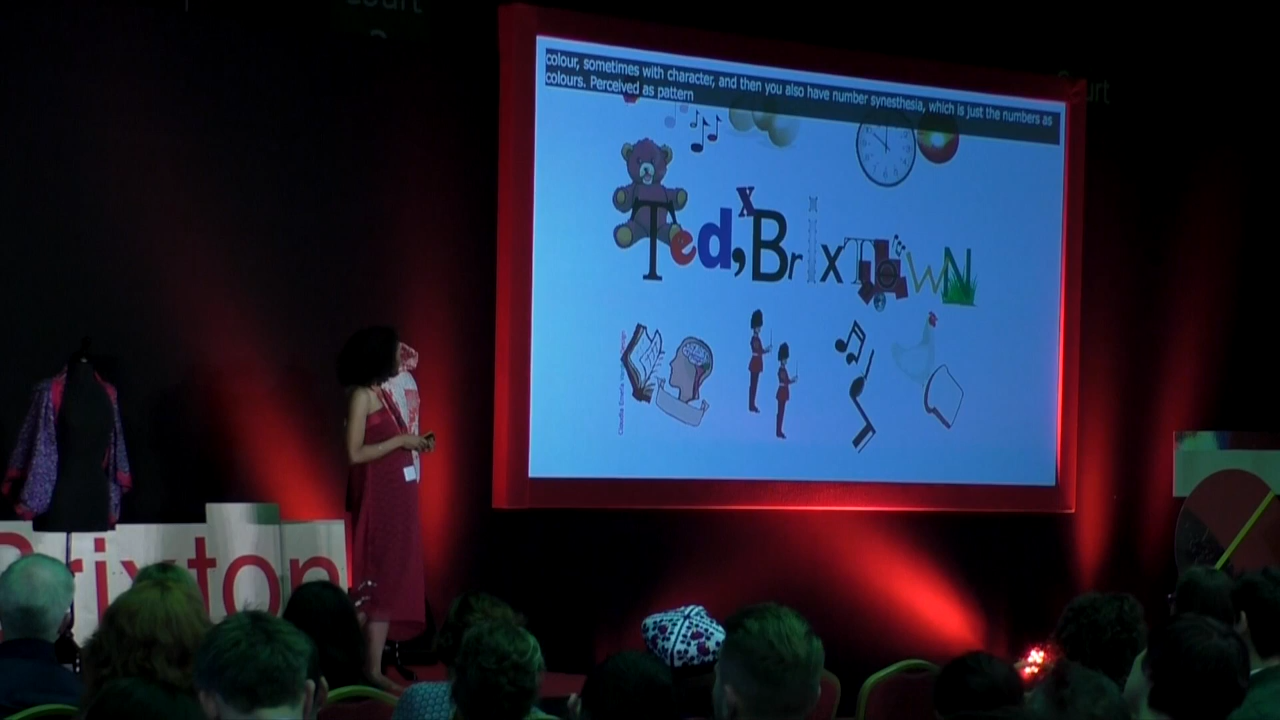 colour, sometimes with character, and then you also have number synesthesia, which is just the numbers as
colours. Perceived as pattern
Tedx,BrixTowN
Brixton